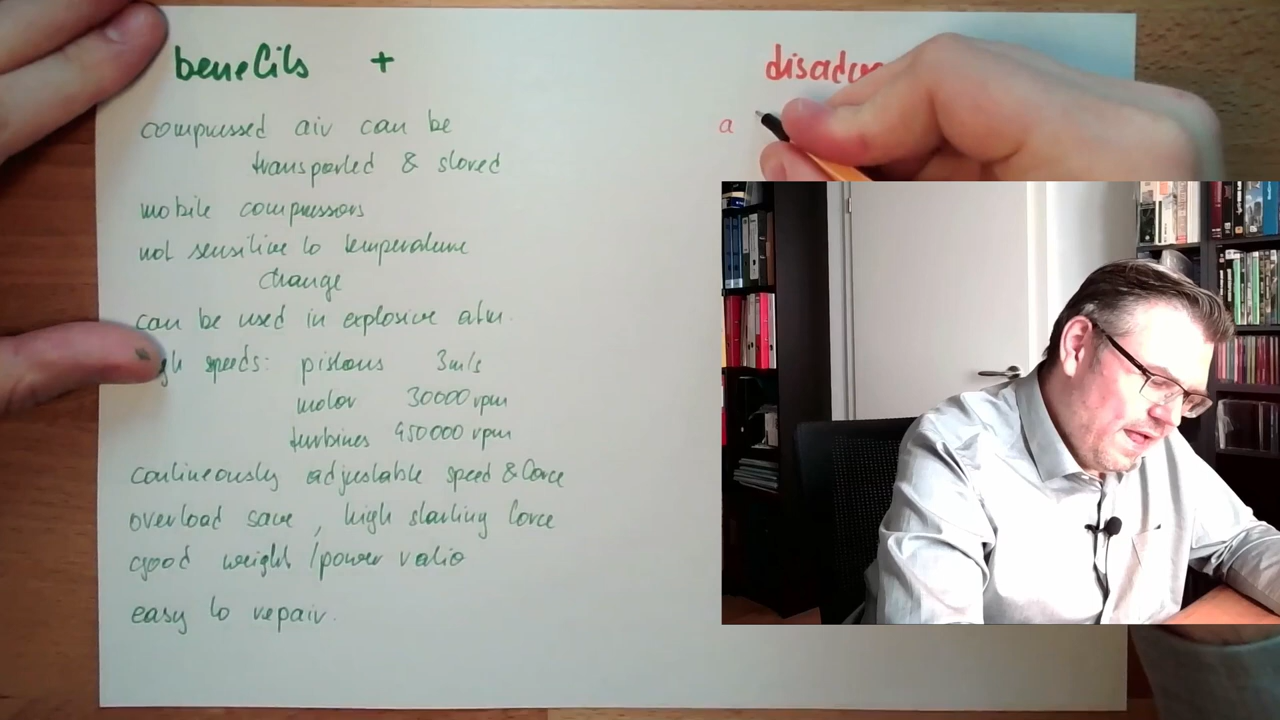 benefits +
compressed air can be
transported & stored
mobile compressors
not sensitive to temperature
change
can be used in explosive atm.
speeds: pistons 3m/s
motor 30000 rpm
turbines 450000 rpm
contineously adjustable speed & force
overload save, high starting force
good weight/power ratio
easy to repair.
a